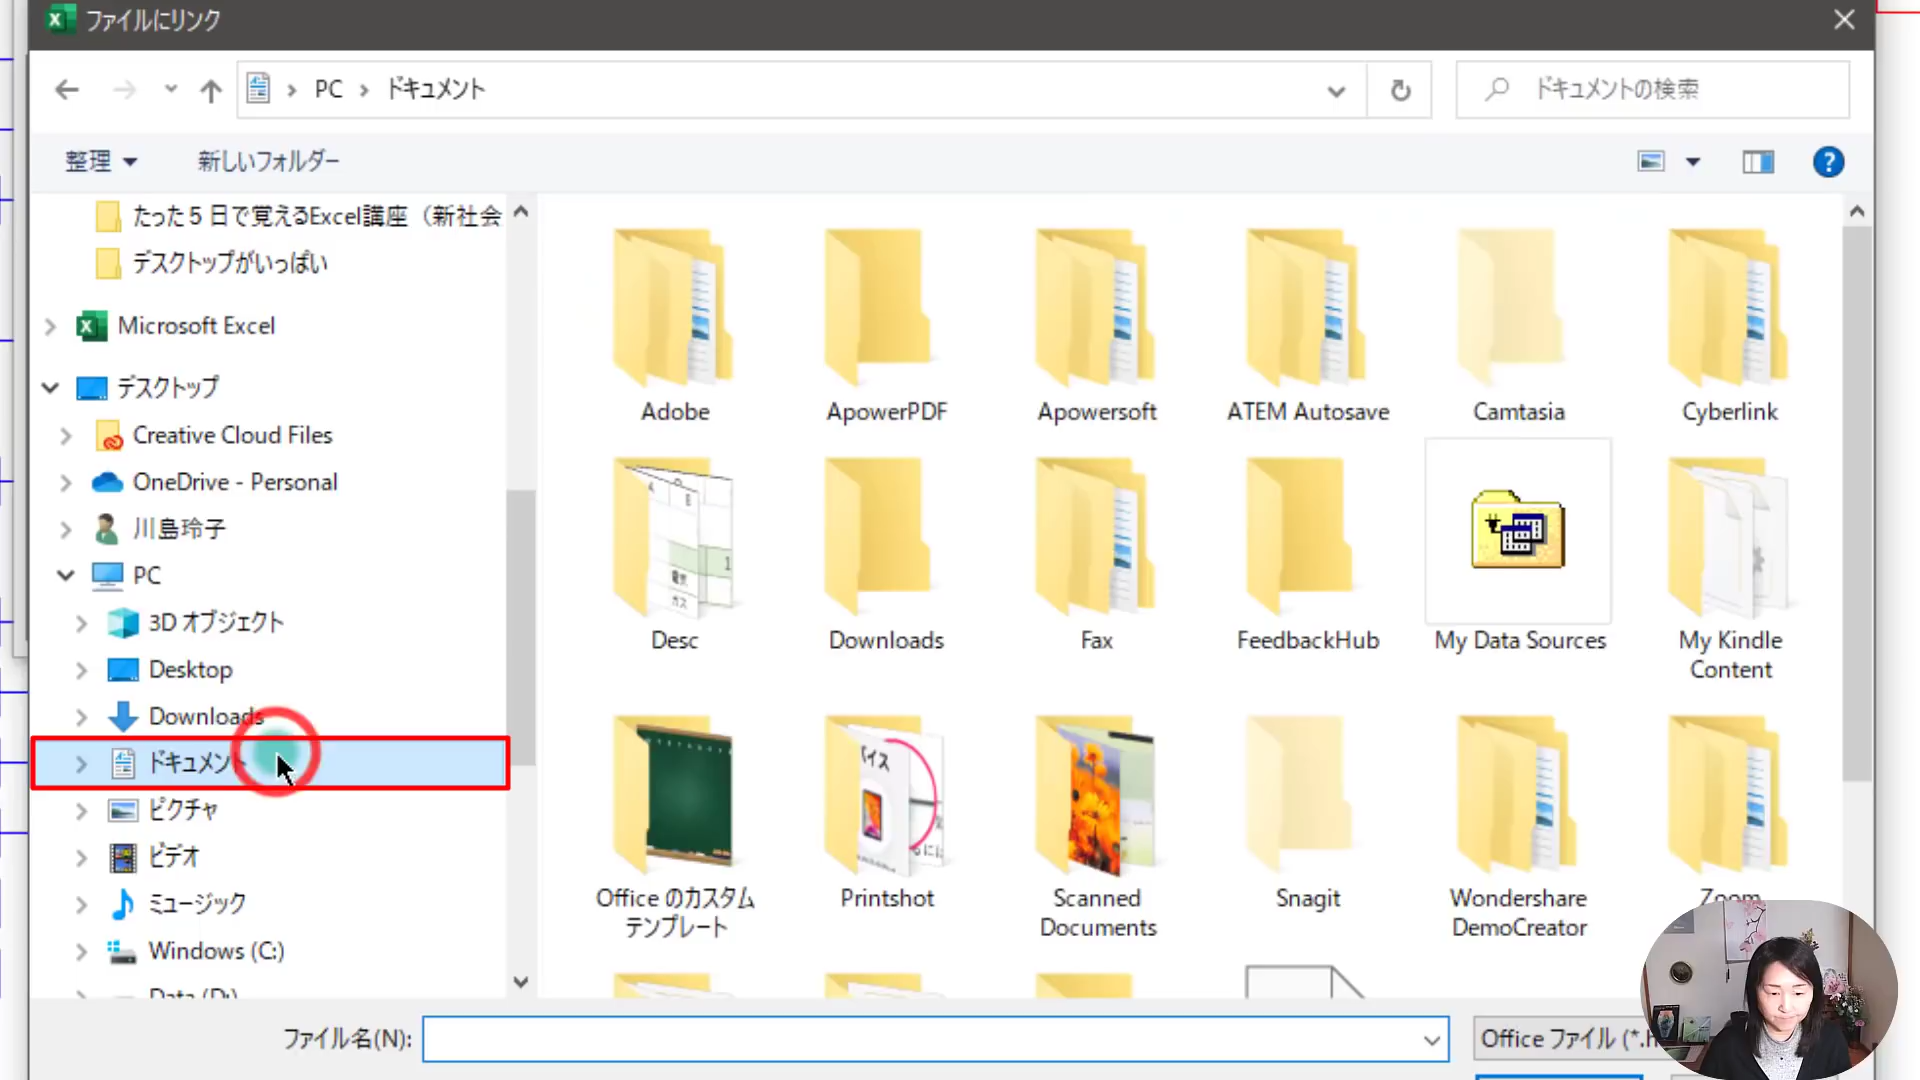 ファイルにリンク
PC › ドキュメント
ドキュメントの検索
整理
新しいフォルダー
たった５日で覚えるExcel講座（新社会
デスクトップがいっぱい
Microsoft Excel
デスクトップ
Creative Cloud Files
OneDrive - Personal
川島玲子
PC
3D オブジェクト
Desktop
Downloads
ドキュメント
ピクチャ
ビデオ
ミュージック
Windows (C:)
Data (D:)
Adobe
ApowerPDF
Apowersoft
ATEM Autosave
Camtasia
Cyberlink
Desc
Downloads
Fax
FeedbackHub
My Data Sources
My Kindle
Content
Office のカスタム
テンプレート
Printshot
Scanned
Documents
Snagit
Wondershare
DemoCreator
Zoom
ファイル名(N):
Office ファイル (*.h